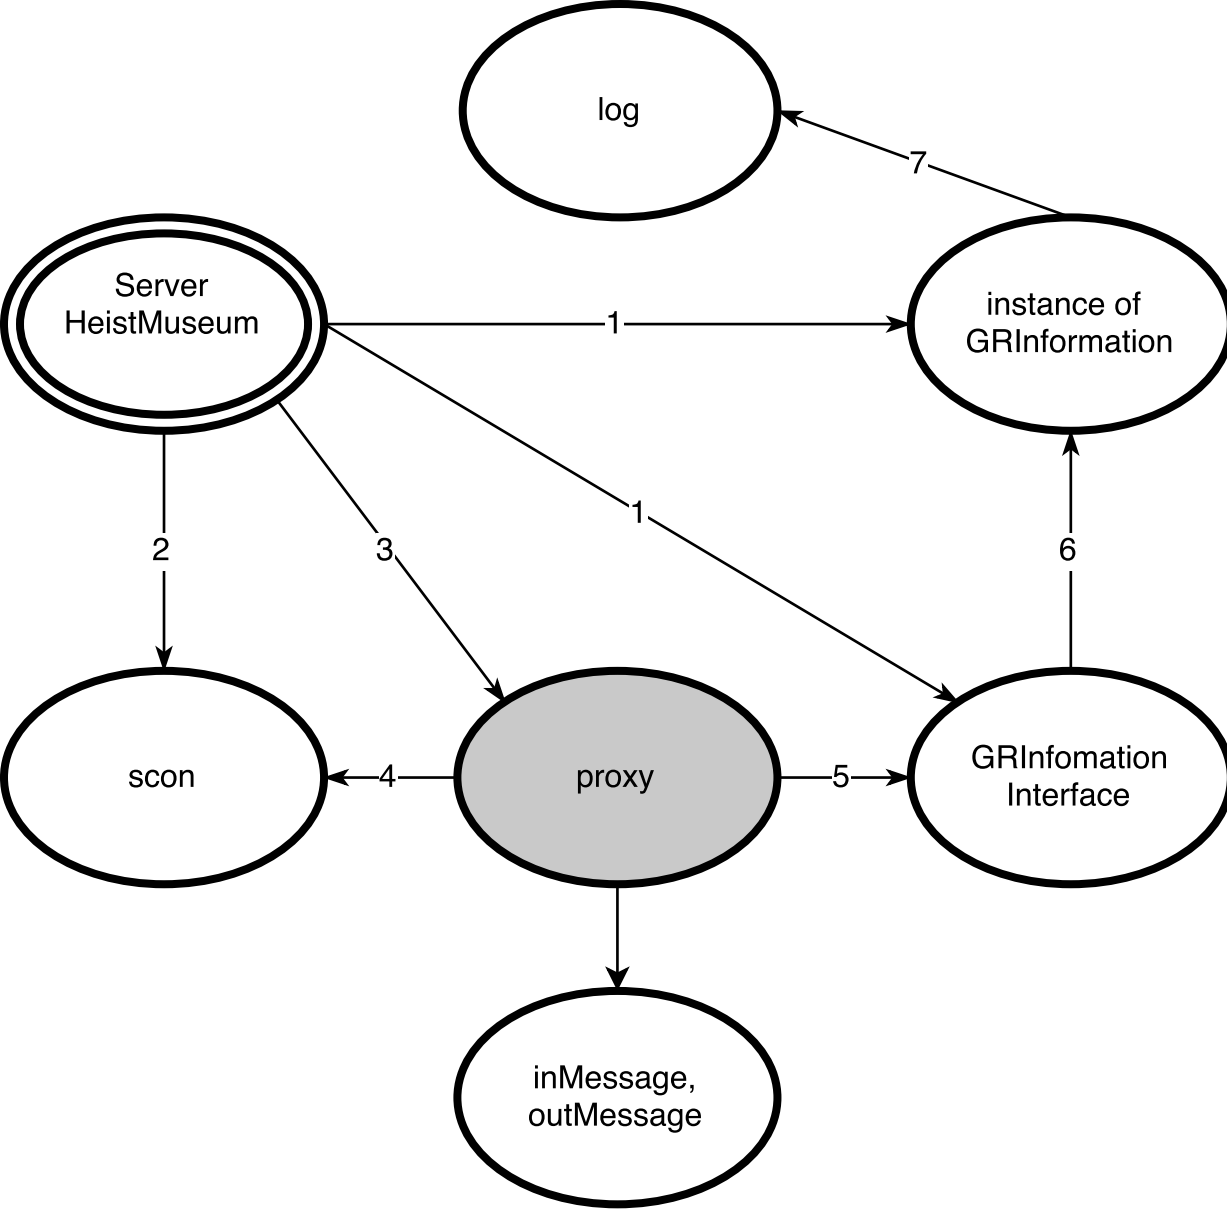 log
7
Server
HeistMuseum
1
instance of
GRInformation
1
2
3
6
scon
4
proxy
5
GRInfomation
Interface
inMessage,
outMessage